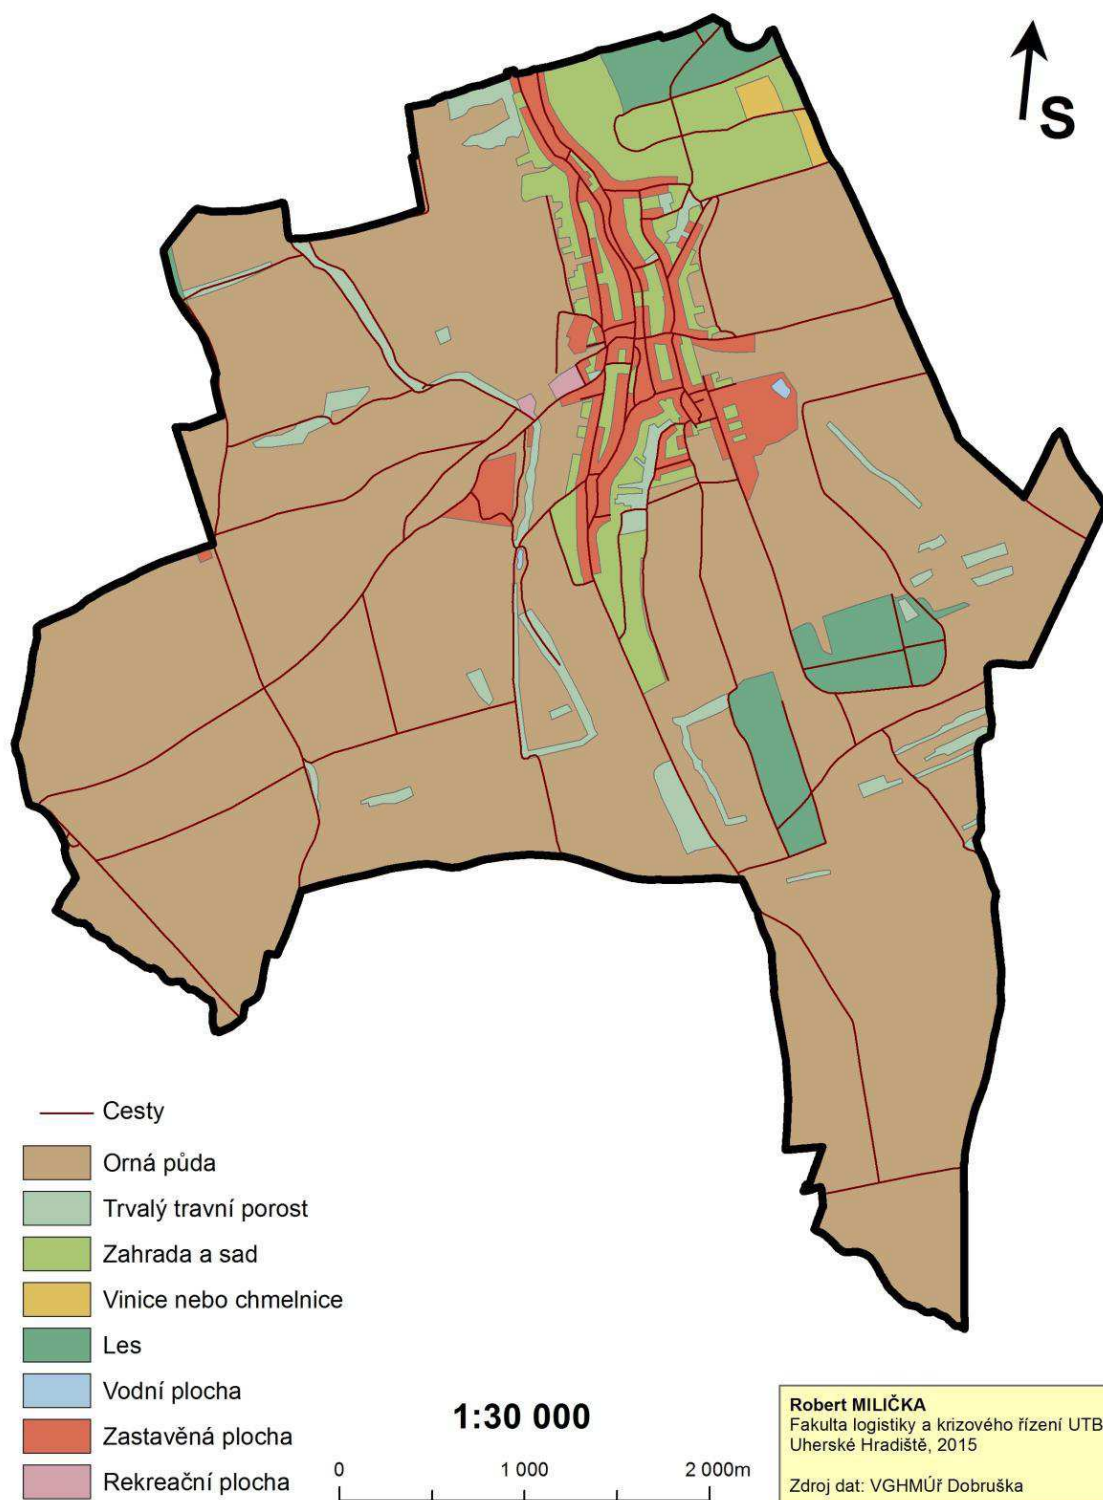 S
Cesty
Orná půda
Trvalý travní porost
Zahrada a sad
Vinice nebo chmelnice
Les
Vodní plocha
Zastavěná plocha
Rekreační plocha
1:30 000
0 1 000 2 000m
Robert MILIČKA
Fakulta logistiky a krizového řízení UTB
Uherské Hradiště, 2015
Zdroj dat: VGHMÚř Dobruška